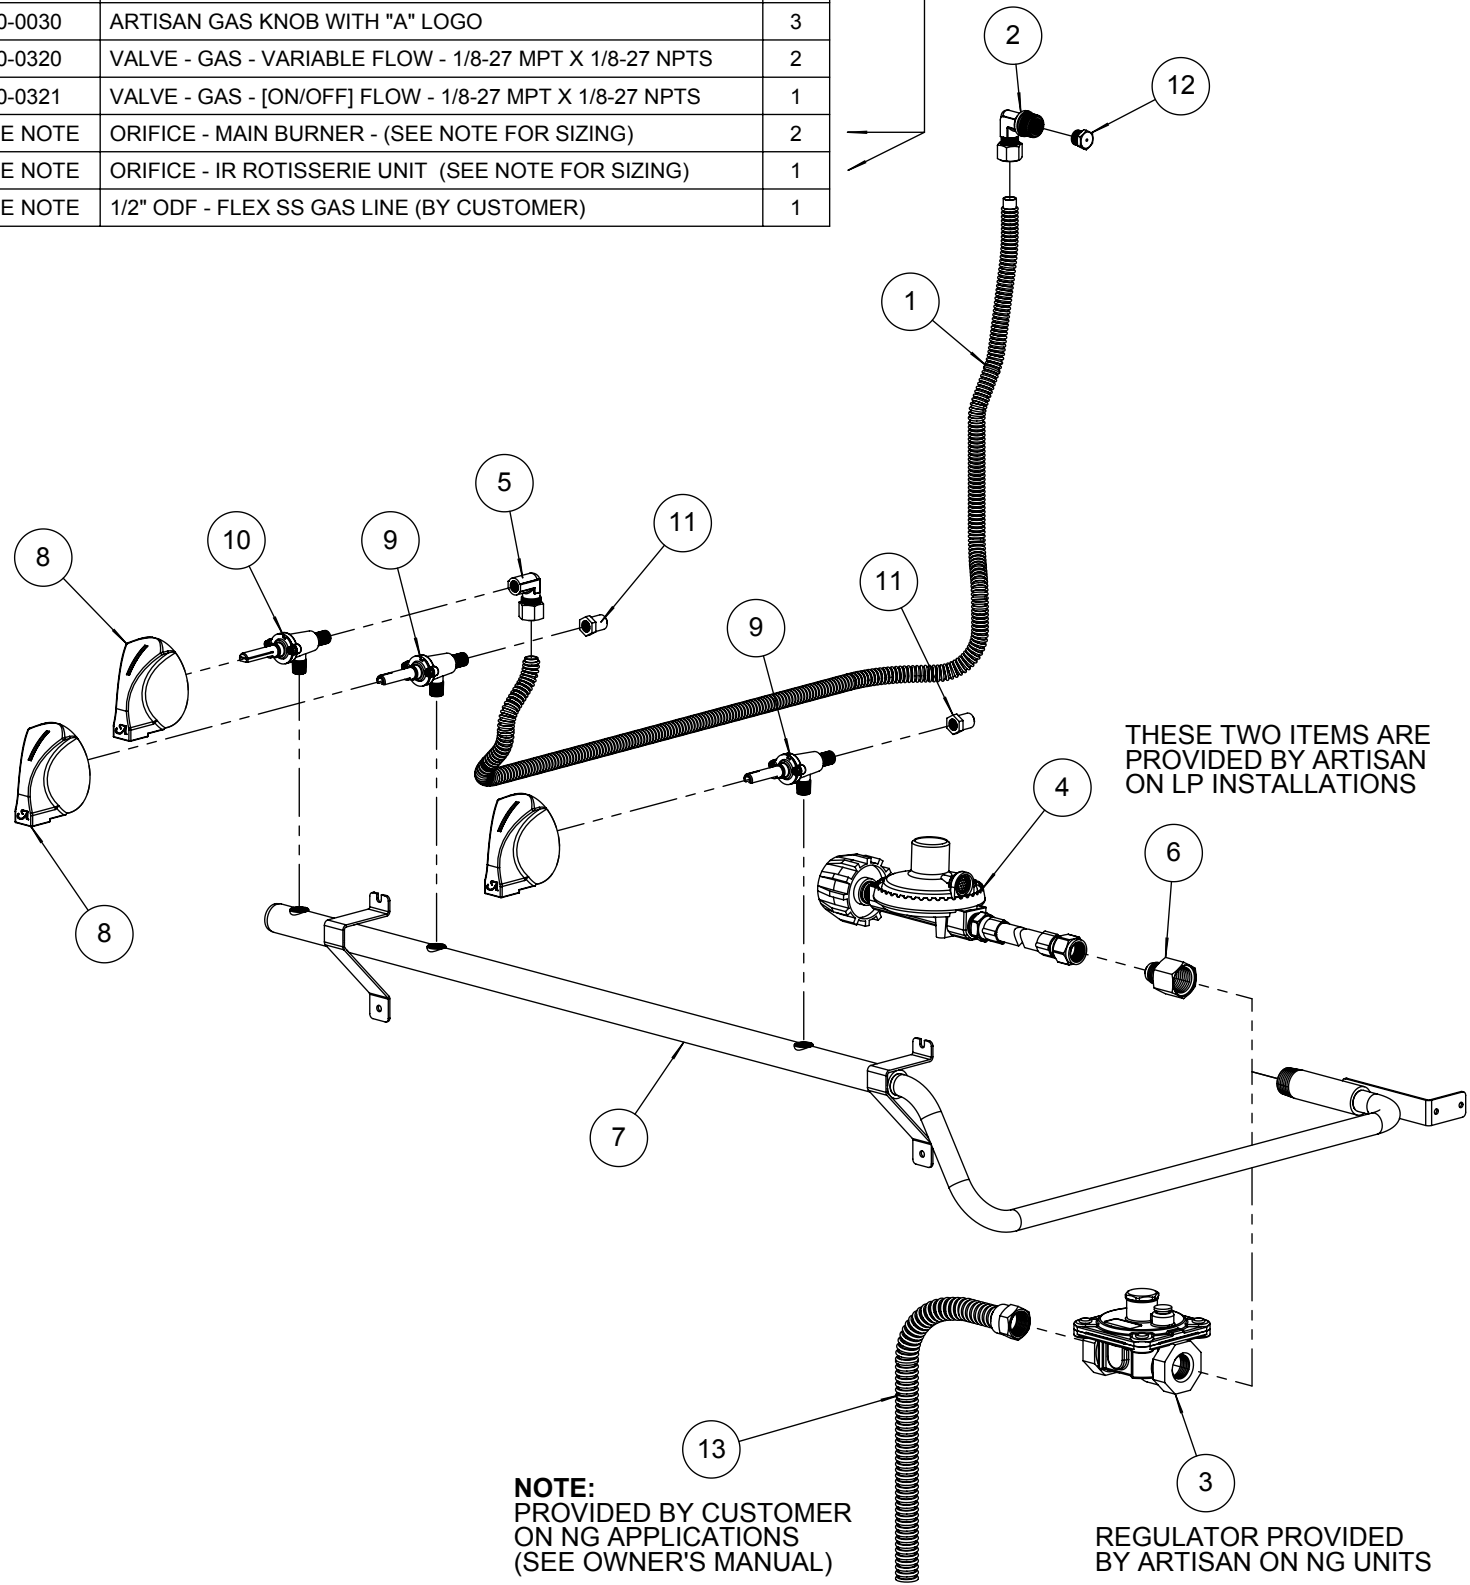 0-0030 ARTISAN GAS KNOB WITH "A" LOGO 3
0-0320 VALVE - GAS - VARIABLE FLOW - 1/8-27 MPT X 1/8-27 NPTS 2
0-0321 VALVE - GAS - [ON/OFF] FLOW - 1/8-27 MPT X 1/8-27 NPTS 1
E NOTE ORIFICE - MAIN BURNER - (SEE NOTE FOR SIZING) 2
E NOTE ORIFICE - IR ROTISSERIE UNIT (SEE NOTE FOR SIZING) 1
E NOTE 1/2" ODF - FLEX SS GAS LINE (BY CUSTOMER) 1
2
12
1
5
11
10
9
8
11
9
THESE TWO ITEMS ARE
PROVIDED BY ARTISAN
ON LP INSTALLATIONS
4
6
8
7
13
3
NOTE:
PROVIDED BY CUSTOMER
ON NG APPLICATIONS
(SEE OWNER'S MANUAL)
REGULATOR PROVIDED
BY ARTISAN ON NG UNITS